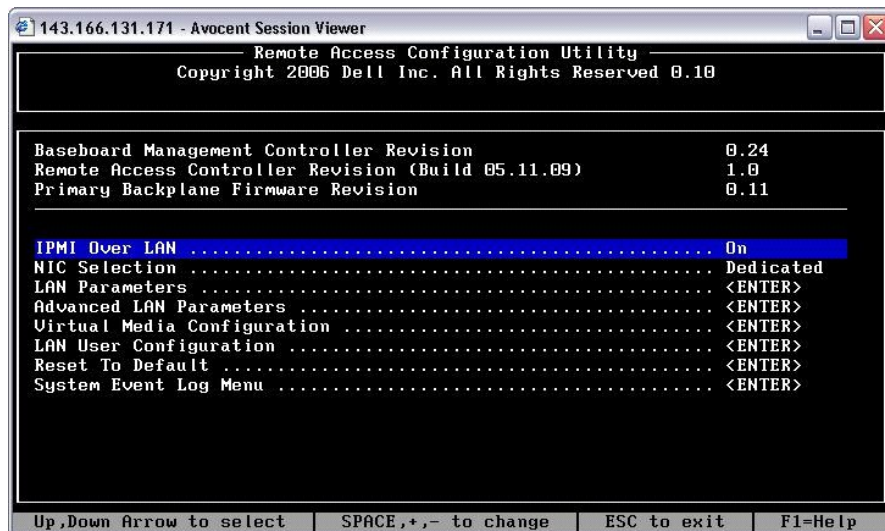 143.166.131.171 - Avocent Session Viewer
Remote Access Configuration Utility
Copyright 2006 Dell Inc. All Rights Reserved 0.10
Baseboard Management Controller Revision 0.24
Remote Access Controller Revision (Build 05.11.09) 1.0
Primary Backplane Firmware Revision 0.11
IPMI Over LAN ................................................ On
NIC Selection ................................................ Dedicated
LAN Parameters ............................................... <ENTER>
Advanced LAN Parameters ...................................... <ENTER>
Virtual Media Configuration .................................. <ENTER>
LAN User Configuration ....................................... <ENTER>
Reset To Default ............................................. <ENTER>
System Event Log Menu ........................................ <ENTER>
Up,Down Arrow to select SPACE,+,- to change ESC to exit F1=Help